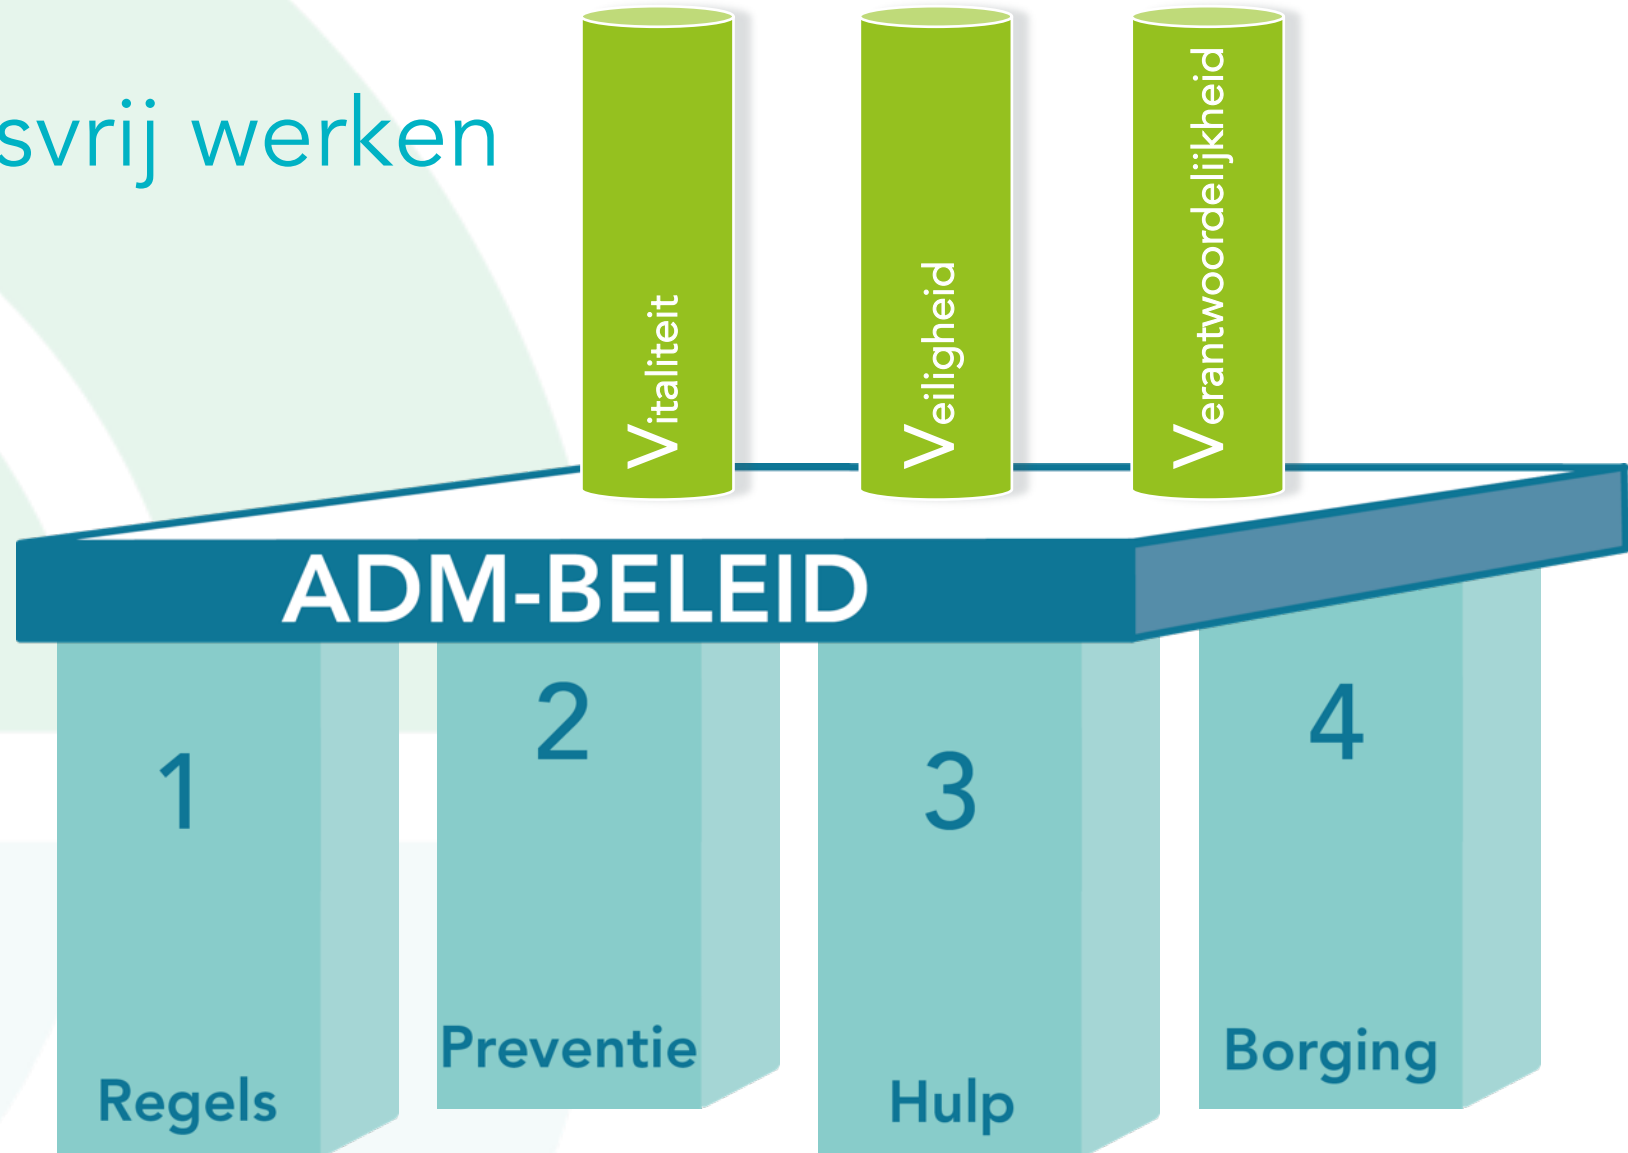 svrij werken
Vitaliteit
Veiligheid
Verantwoordelijkheid
ADM-BELEID
1
2
3
4
Regels
Preventie
Hulp
Borging